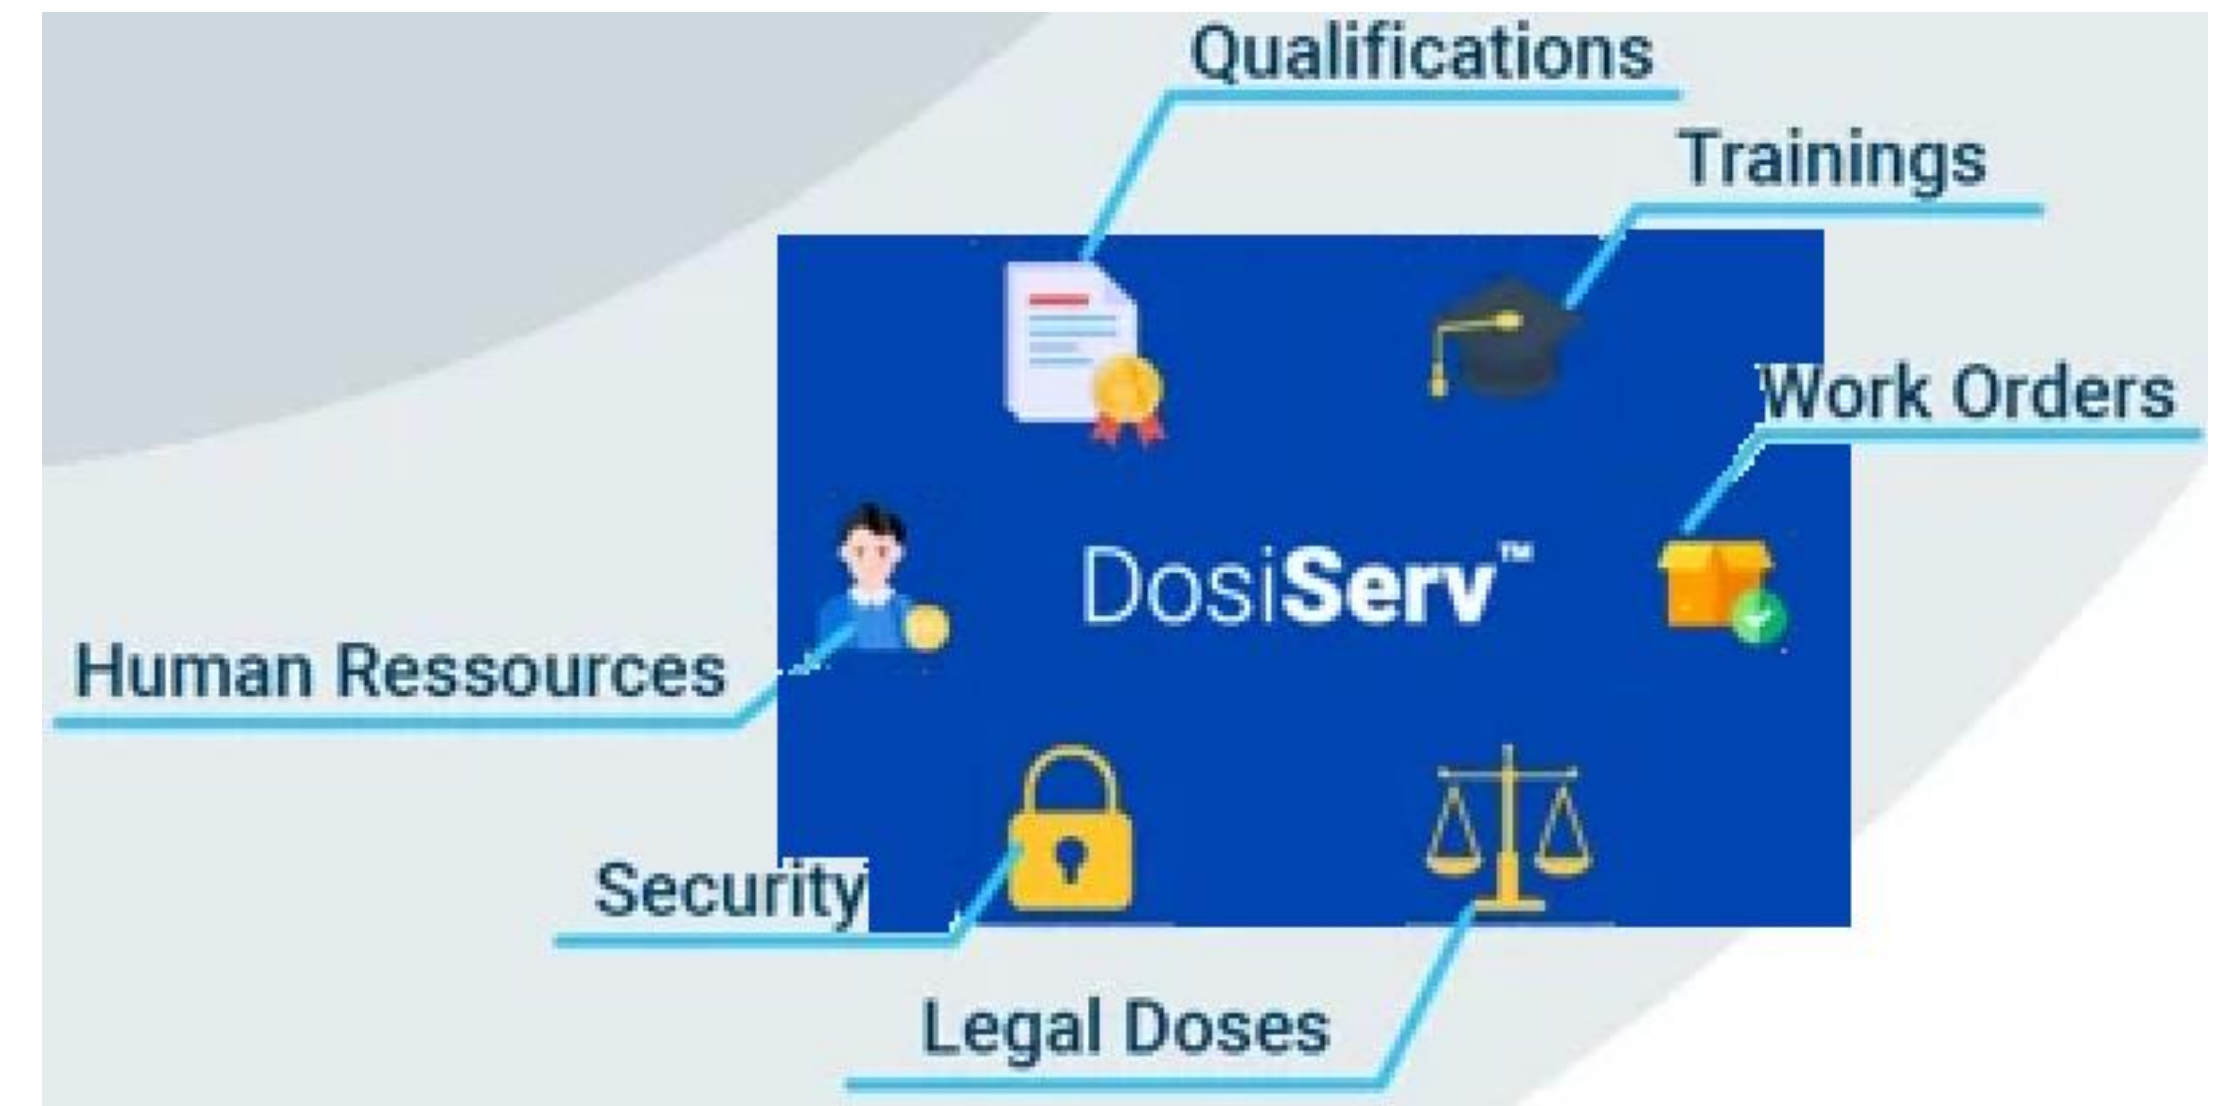 Qualifications
Trainings
Work Orders
DosiServ™
Human Ressources
Security
Legal Doses